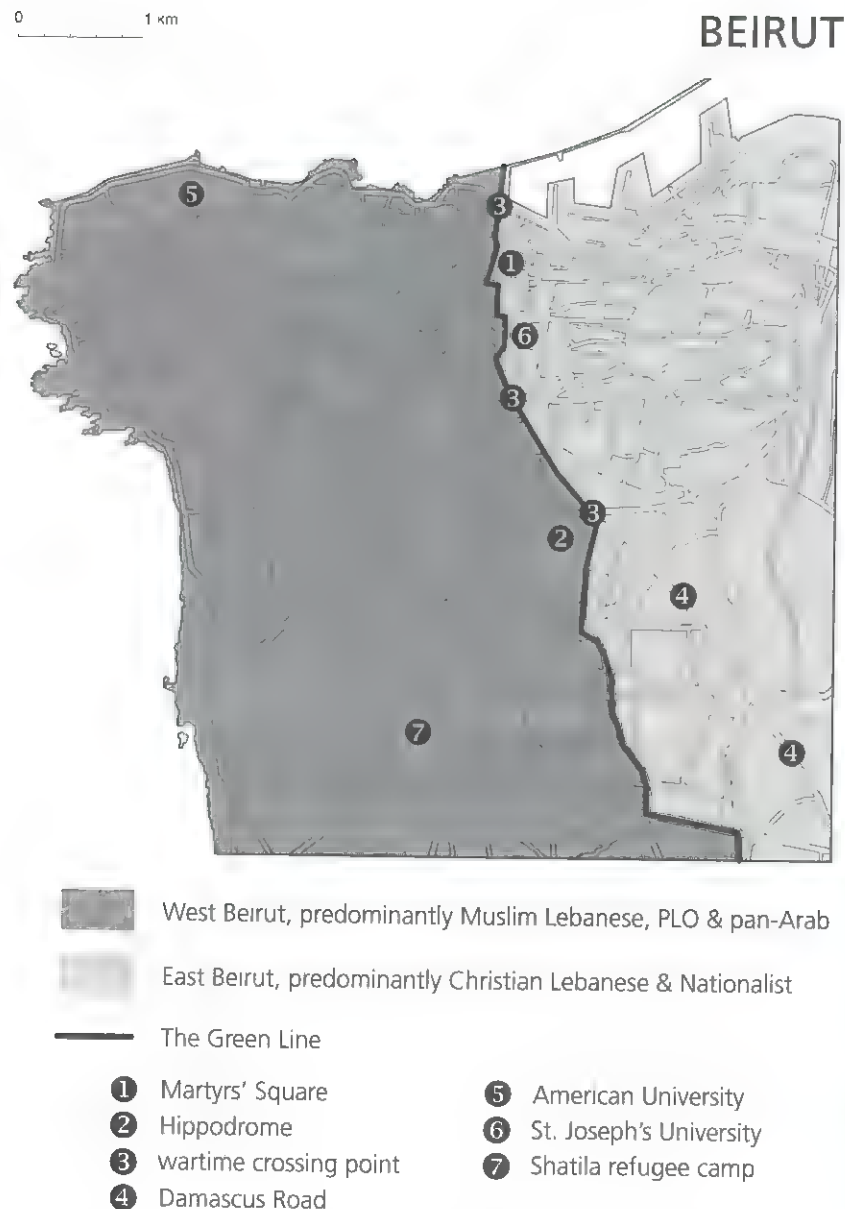 0 1 km
BEIRUT
5
3
1
6
3
3
2
4
7
4
West Beirut, predominantly Muslim Lebanese, PLO & pan-Arab
East Beirut, predominantly Christian Lebanese & Nationalist
The Green Line
1 Martyrs' Square
2 Hippodrome
3 wartime crossing point
4 Damascus Road
5 American University
6 St. Joseph's University
7 Shatila refugee camp